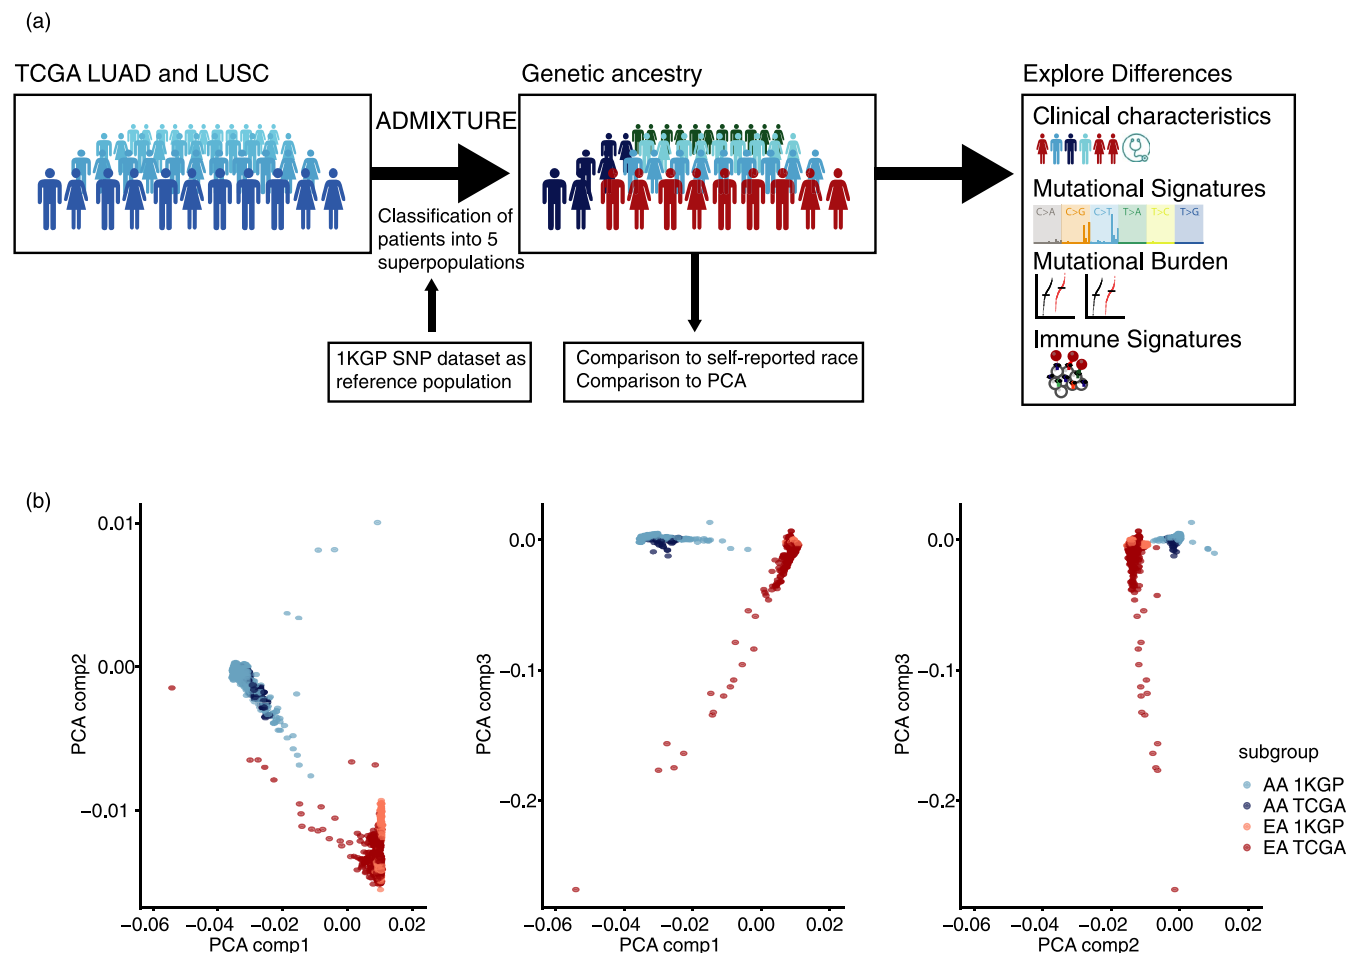 (a)
TCGA LUAD and LUSC
ADMIXTURE
Classification of
patients into 5
superpopulations
1KGP SNP dataset as
reference population
Genetic ancestry
Comparison to self-reported race
Comparison to PCA
Explore Differences
Clinical characteristics
Mutational Signatures
C>A C>G C>T T>A T>C T>G
Mutational Burden
Immune Signatures
(b)
PCA comp2
0.01
0.00
−0.01
−0.06 −0.04 −0.02 0.00 0.02
PCA comp1
PCA comp3
0.0
−0.1
−0.2
−0.06 −0.04 −0.02 0.00 0.02
PCA comp1
PCA comp3
0.0
−0.1
−0.2
−0.06 −0.04 −0.02 0.00 0.02
PCA comp2
subgroup
AA 1KGP
AA TCGA
EA 1KGP
EA TCGA